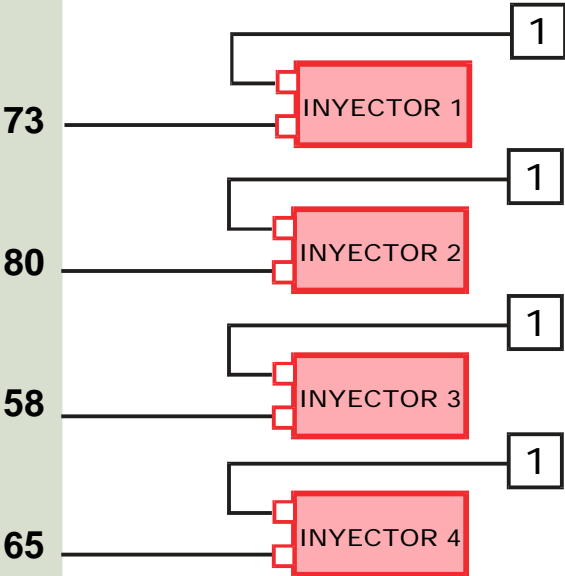 1
INYECTOR 1
73
1
INYECTOR 2
80
1
INYECTOR 3
58
1
INYECTOR 4
65